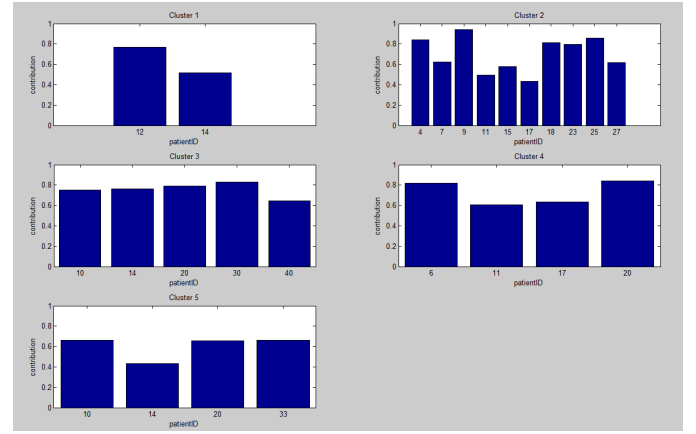 Cluster 1
1
0.8
0.6
0.4
0.2
0
contribution
12 14
patientID
Cluster 2
1
0.8
0.6
0.4
0.2
0
contribution
4 7 9 11 15 17 18 23 25 27
patientID
Cluster 3
1
0.8
0.6
0.4
0.2
0
contribution
10 14 20 30 40
patientID
Cluster 4
1
0.8
0.6
0.4
0.2
0
contribution
6 11 17 20
patientID
Cluster 5
1
0.8
0.6
0.4
0.2
0
contribution
10 14 20 33
patientID